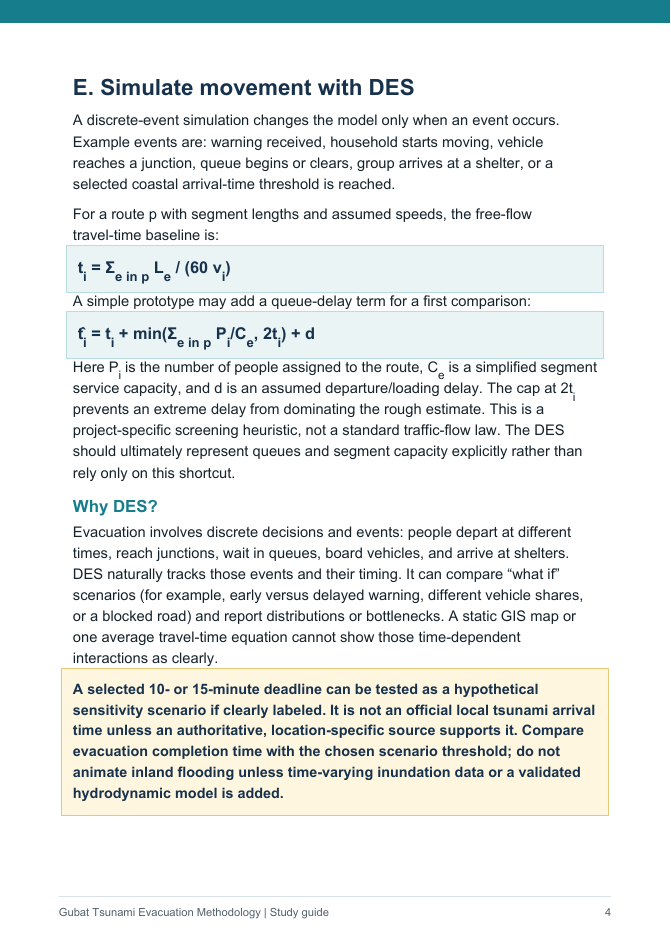 E. Simulate movement with DES
A discrete-event simulation changes the model only when an event occurs.
Example events are: warning received, household starts moving, vehicle
reaches a junction, queue begins or clears, group arrives at a shelter, or a
selected coastal arrival-time threshold is reached.
For a route p with segment lengths and assumed speeds, the free-flow
travel-time baseline is:
tᵢ = Σₑ ᵢₙ ₚ Lₑ / (60 vᵢ)
A simple prototype may add a queue-delay term for a first comparison:
t̂ᵢ = tᵢ + min(Σₑ ᵢₙ ₚ Pᵢ/Cₑ, 2tᵢ) + d
Here Pᵢ is the number of people assigned to the route, Cₑ is a simplified segment
service capacity, and d is an assumed departure/loading delay. The cap at 2tᵢ
prevents an extreme delay from dominating the rough estimate. This is a
project-specific screening heuristic, not a standard traffic-flow law. The DES
should ultimately represent queues and segment capacity explicitly rather than
rely only on this shortcut.
Why DES?
Evacuation involves discrete decisions and events: people depart at different
times, reach junctions, wait in queues, board vehicles, and arrive at shelters.
DES naturally tracks those events and their timing. It can compare “what if”
scenarios (for example, early versus delayed warning, different vehicle shares,
or a blocked road) and report distributions or bottlenecks. A static GIS map or
one average travel-time equation cannot show those time-dependent
interactions as clearly.
A selected 10- or 15-minute deadline can be tested as a hypothetical
sensitivity scenario if clearly labeled. It is not an official local tsunami arrival
time unless an authoritative, location-specific source supports it. Compare
evacuation completion time with the chosen scenario threshold; do not
animate inland flooding unless time-varying inundation data or a validated
hydrodynamic model is added.
Gubat Tsunami Evacuation Methodology | Study guide 4